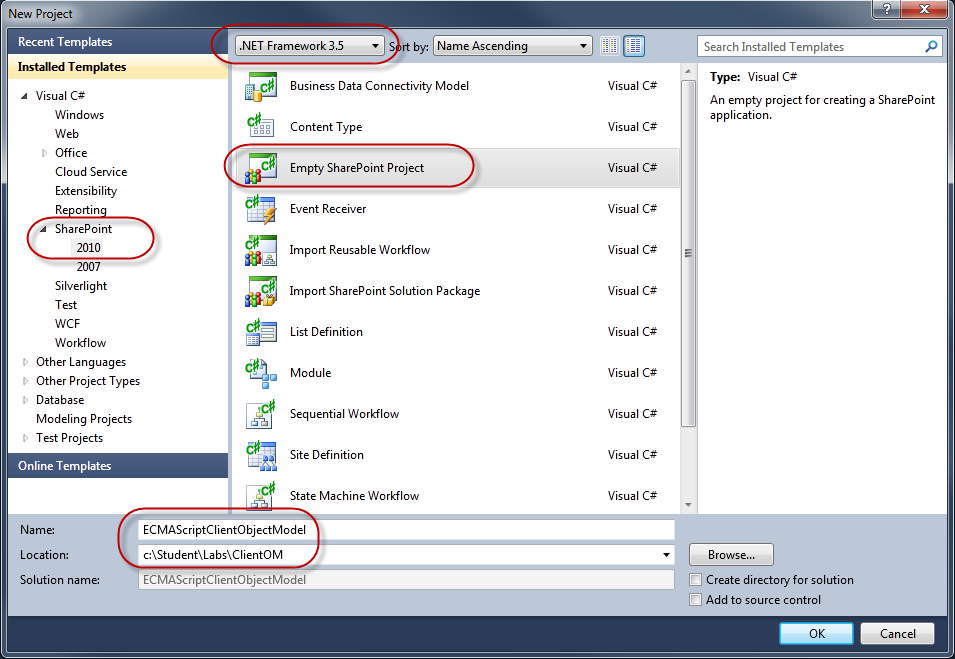 New Project
?
Recent Templates
.NET Framework 3.5
Sort by:
Name Ascending
Search Installed Templates
Installed Templates
Visual C#
Windows
Web
Office
Cloud Service
Extensibility
Reporting
SharePoint
2010
2007
Silverlight
Test
WCF
Workflow
Other Languages
Other Project Types
Database
Modeling Projects
Test Projects
Online Templates
Business Data Connectivity Model Visual C#
Content Type Visual C#
Empty SharePoint Project Visual C#
Event Receiver Visual C#
Import Reusable Workflow Visual C#
Import SharePoint Solution Package Visual C#
List Definition Visual C#
Module Visual C#
Sequential Workflow Visual C#
Site Definition Visual C#
State Machine Workflow Visual C#
Type: Visual C#
An empty project for creating a SharePoint
application.
Name: ECMAScriptClientObjectModel
Location: c:\Student\Labs\ClientOM
Browse...
Solution name: ECMAScriptClientObjectModel
Create directory for solution
Add to source control
OK
Cancel